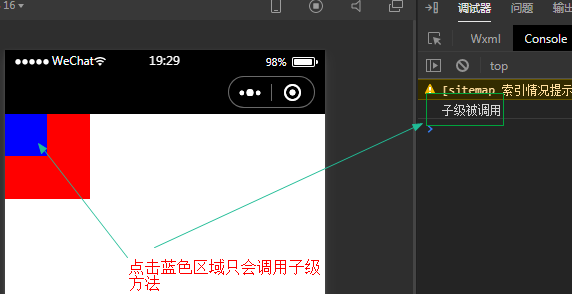 16
调试器
问题
输出
Wxml
Console
top
[sitemap 索引情况提示
子级被调用
WeChat
19:29
98%
点击蓝色区域只会调用子级
方法